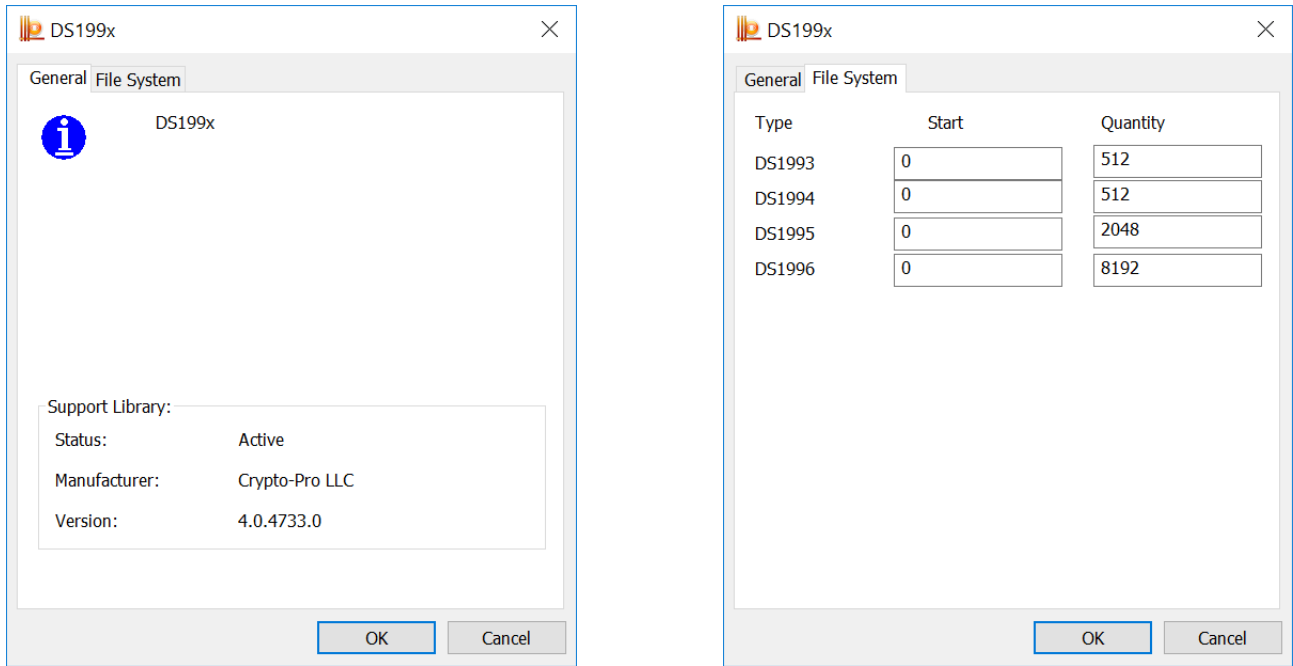 DS199x
General File System
DS199x
Support Library:
Status: Active
Manufacturer: Crypto-Pro LLC
Version: 4.0.4733.0
OK Cancel
DS199x
General File System
Type Start Quantity
DS1993 0 512
DS1994 0 512
DS1995 0 2048
DS1996 0 8192
OK Cancel